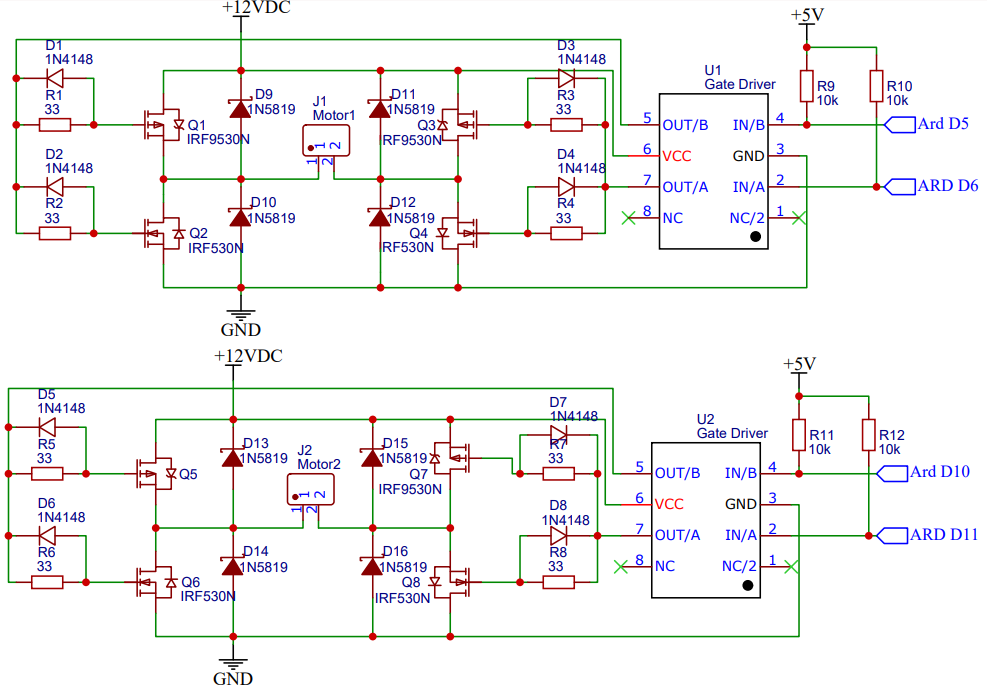 +12VDC
+5V
D1
1N4148
R1
33
D2
1N4148
R2
33
Q1
IRF9530N
Q2
IRF530N
D9
1N5819
D10
1N5819
J1
Motor1
1 2
1 2
D11
1N5819
D12
1N5819
Q3
IRF9530N
Q4
IRF530N
D3
1N4148
R3
33
D4
1N4148
R4
33
U1
Gate Driver
5 OUT/B IN/B 4
6 VCC GND 3
7 OUT/A IN/A 2
8 NC NC/2 1
R9
10k
R10
10k
Ard D5
ARD D6
GND
+12VDC
+5V
D5
1N4148
R5
33
D6
1N4148
R6
33
Q5
Q6
IRF530N
D13
1N5819
D14
1N5819
J2
Motor2
1 2
1 2
D15
1N5819
D16
1N5819
Q7
IRF9530N
Q8
IRF530N
D7
1N4148
R7
33
D8
1N4148
R8
33
U2
Gate Driver
5 OUT/B IN/B 4
6 VCC GND 3
7 OUT/A IN/A 2
8 NC NC/2 1
R11
10k
R12
10k
Ard D10
ARD D11
GND